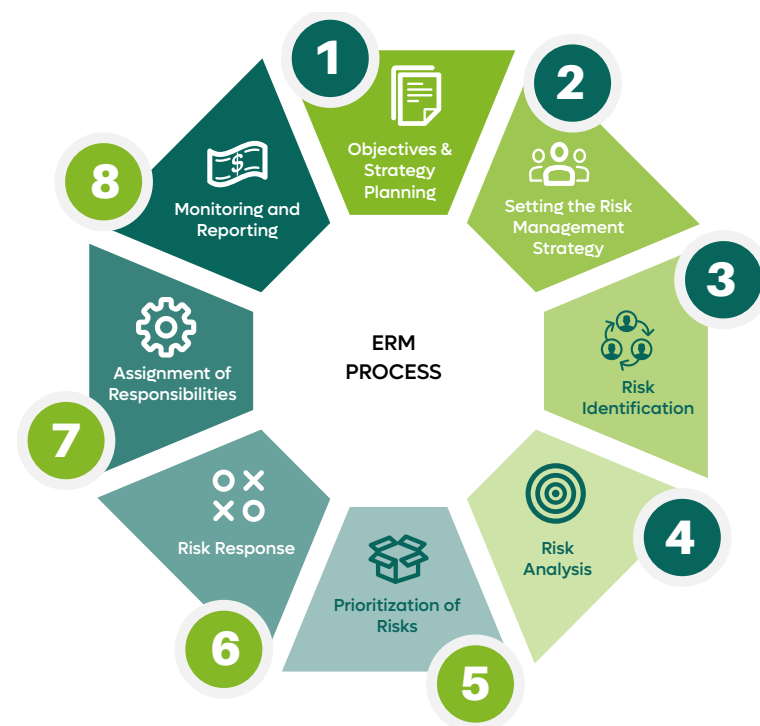 1
Objectives &
Strategy
Planning
2
Setting the Risk
Management
Strategy
3
Risk
Identification
4
Risk
Analysis
5
Prioritization of
Risks
6
Risk Response
7
Assignment of
Responsibilities
8
$
Monitoring and
Reporting
ERM
PROCESS